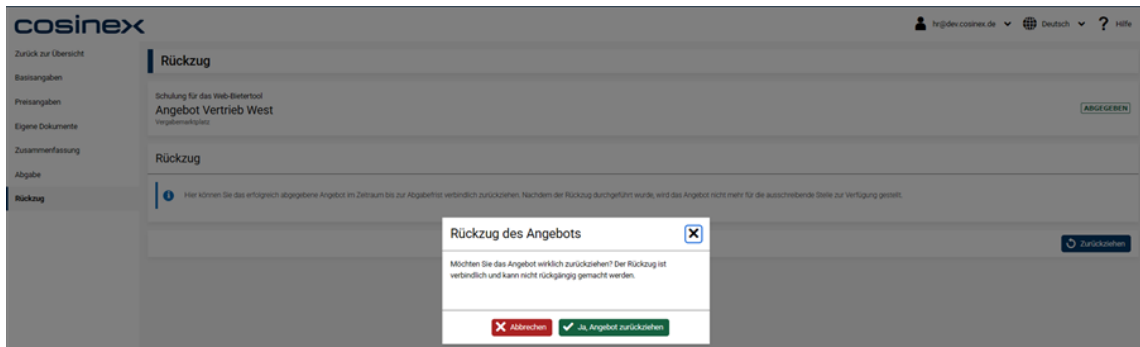 cosinex
hr@dev.cosinex.de
Deutsch
? Hilfe
Zurück zur Übersicht
Basisangaben
Preisangaben
Eigene Dokumente
Zusammenfassung
Abgabe
Rückzug
Rückzug
Schulung für das Web-Bietertool
Angebot Vertrieb West
Vergabemarktplatz
ABGEGEBEN
Rückzug
Hier können Sie das erfolgreich abgegebene Angebot im Zeitraum bis zur Abgabefrist verbindlich zurückziehen. Nachdem der Rückzug durchgeführt wurde, wird das Angebot nicht mehr für die ausschreibende Stelle zur Verfügung gestellt.
Zurückziehen
Rückzug des Angebots
Möchten Sie das Angebot wirklich zurückziehen? Der Rückzug ist
verbindlich und kann nicht rückgängig gemacht werden.
Abbrechen
Ja, Angebot zurückziehen